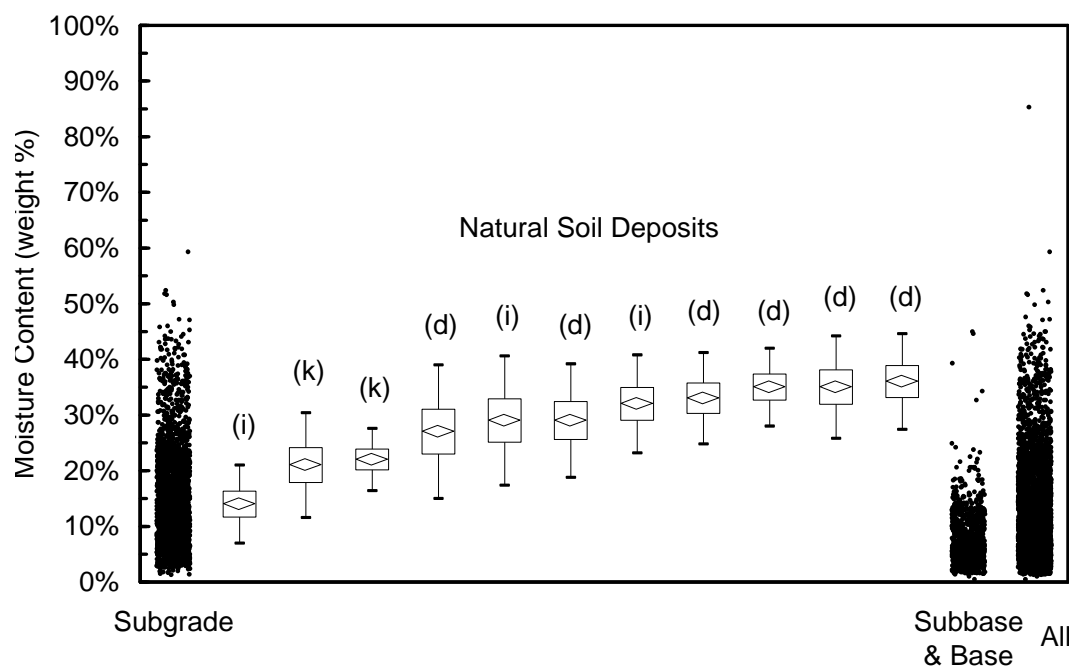 100%
90%
80%
70%
60%
50%
40%
30%
20%
10%
0%
Moisture Content (weight %)
Natural Soil Deposits
(i)
(k)
(k)
(d)
(i)
(d)
(i)
(d)
(d)
(d)
(d)
Subgrade
Subbase
& Base
All